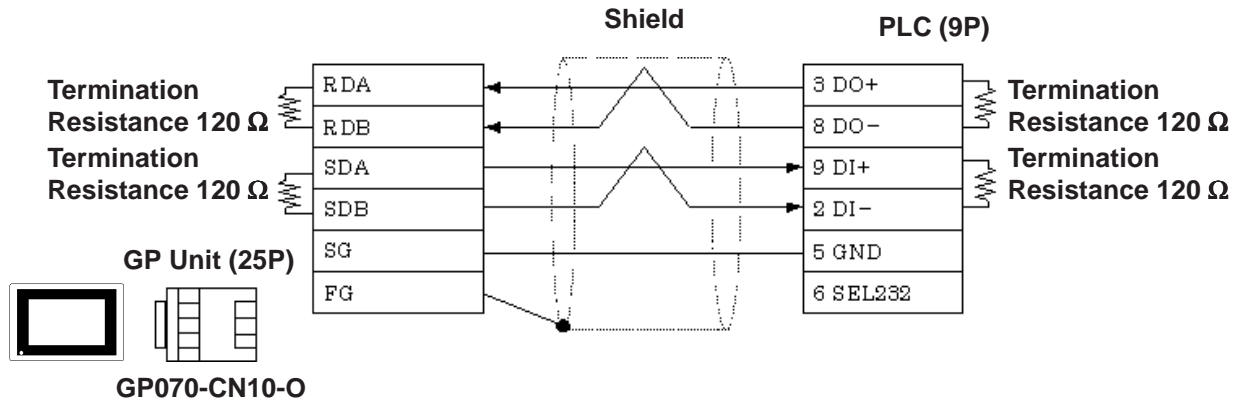 Shield
PLC (9P)
Termination
Resistance 120 Ω
Termination
Resistance 120 Ω
RDA
RDB
SDA
SDB
SG
FG
3 DO+
8 DO−
9 DI+
2 DI−
5 GND
6 SEL232
Termination
Resistance 120 Ω
Termination
Resistance 120 Ω
GP Unit (25P)
GP070-CN10-O